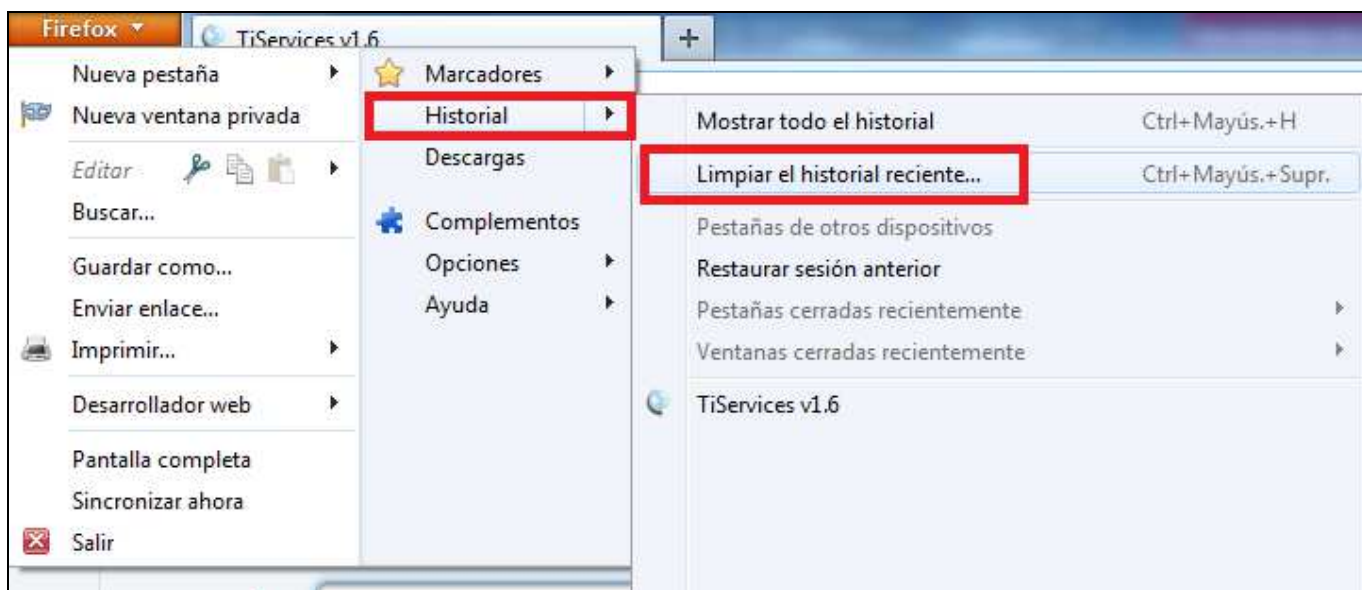 Firefox
TiServices v1.6
Nueva pestaña
Nueva ventana privada
Editar
Buscar...
Guardar como...
Enviar enlace...
Imprimir...
Desarrollador web
Pantalla completa
Sincronizar ahora
Salir
Marcadores
Historial
Descargas
Complementos
Opciones
Ayuda
Mostrar todo el historial Ctrl+Mayús.+H
Limpiar el historial reciente... Ctrl+Mayús.+Supr.
Pestañas de otros dispositivos
Restaurar sesión anterior
Pestañas cerradas recientemente
Ventanas cerradas recientemente
TiServices v1.6